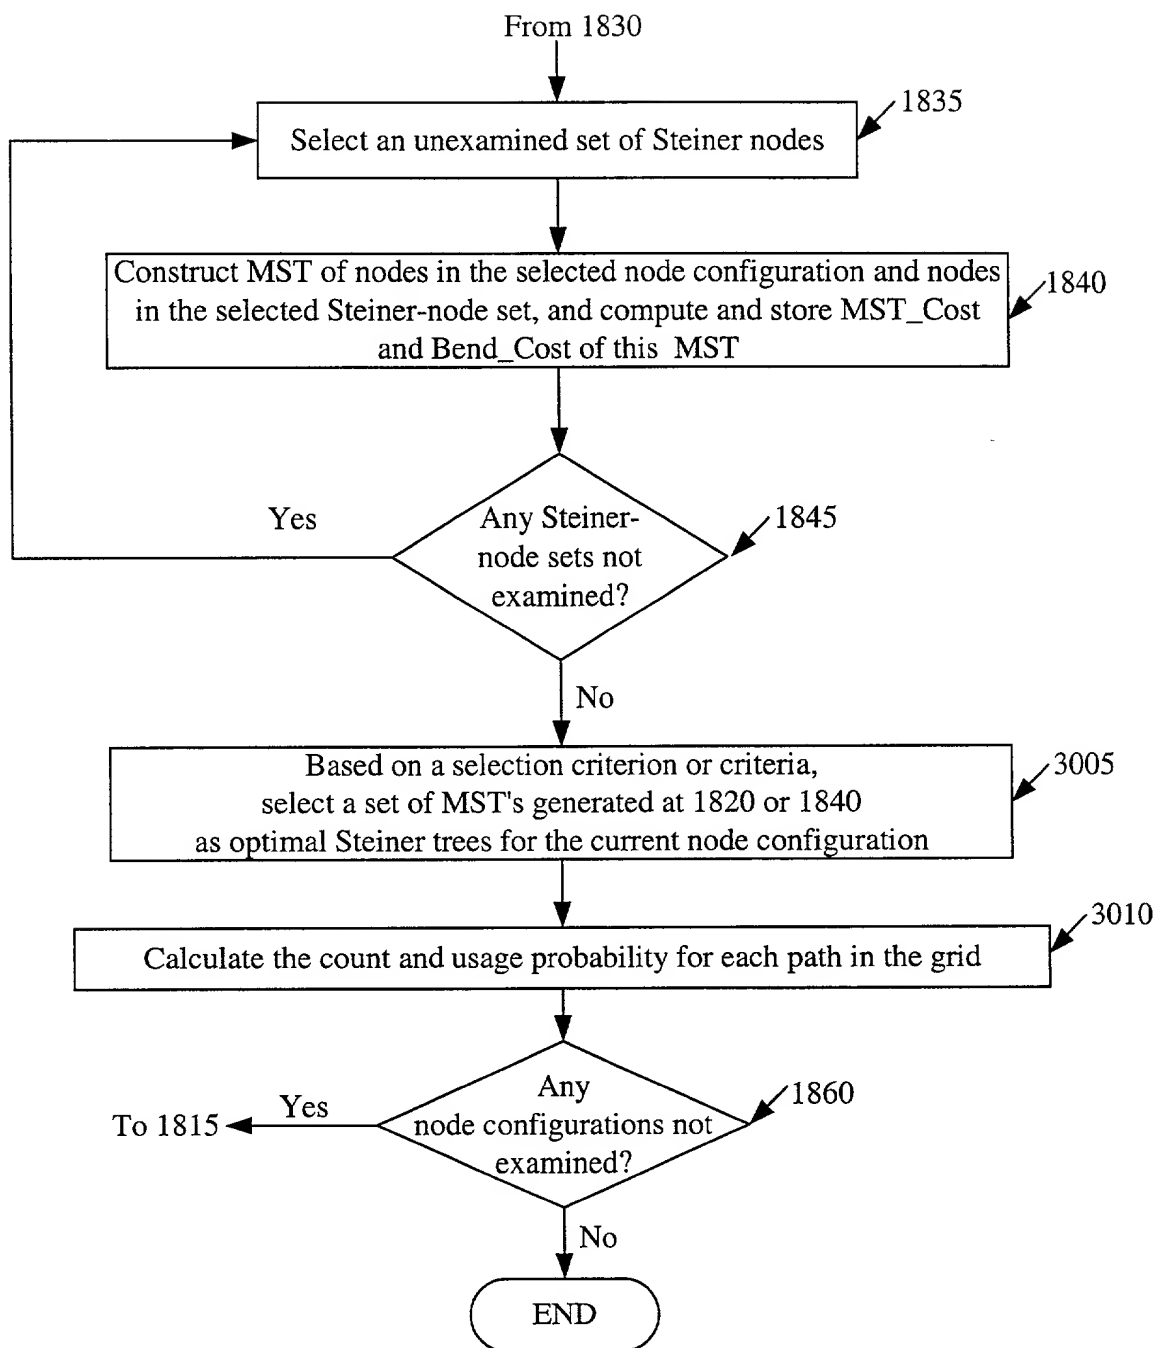 From 1830
1835
Select an unexamined set of Steiner nodes
Construct MST of nodes in the selected node configuration and nodes
in the selected Steiner-node set, and compute and store MST_Cost
and Bend_Cost of this MST
1840
Yes
Any Steiner-
node sets not
examined?
1845
No
Based on a selection criterion or criteria,
select a set of MST's generated at 1820 or 1840
as optimal Steiner trees for the current node configuration
3005
3010
Calculate the count and usage probability for each path in the grid
To 1815
Yes
Any
node configurations not
examined?
1860
No
END